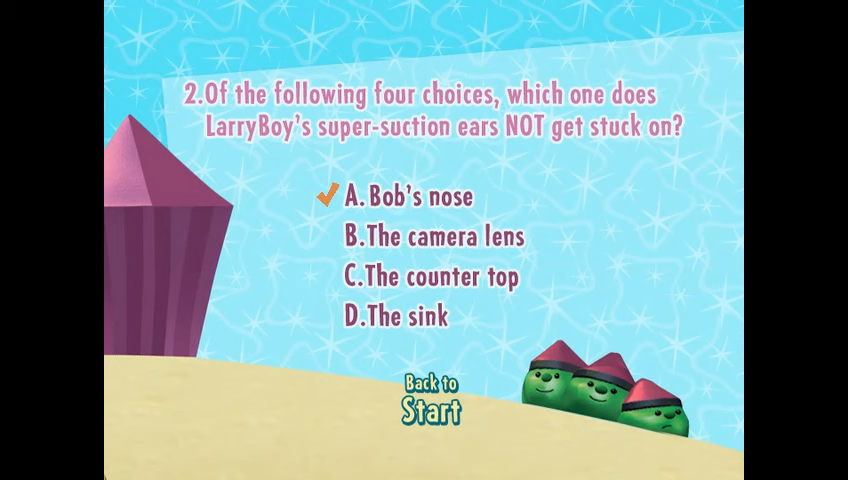 2.Of the following four choices, which one does
LarryBoy's super-suction ears NOT get stuck on?
A. Bob's nose
B.The camera lens
C.The counter top
D.The sink
Back to
Start